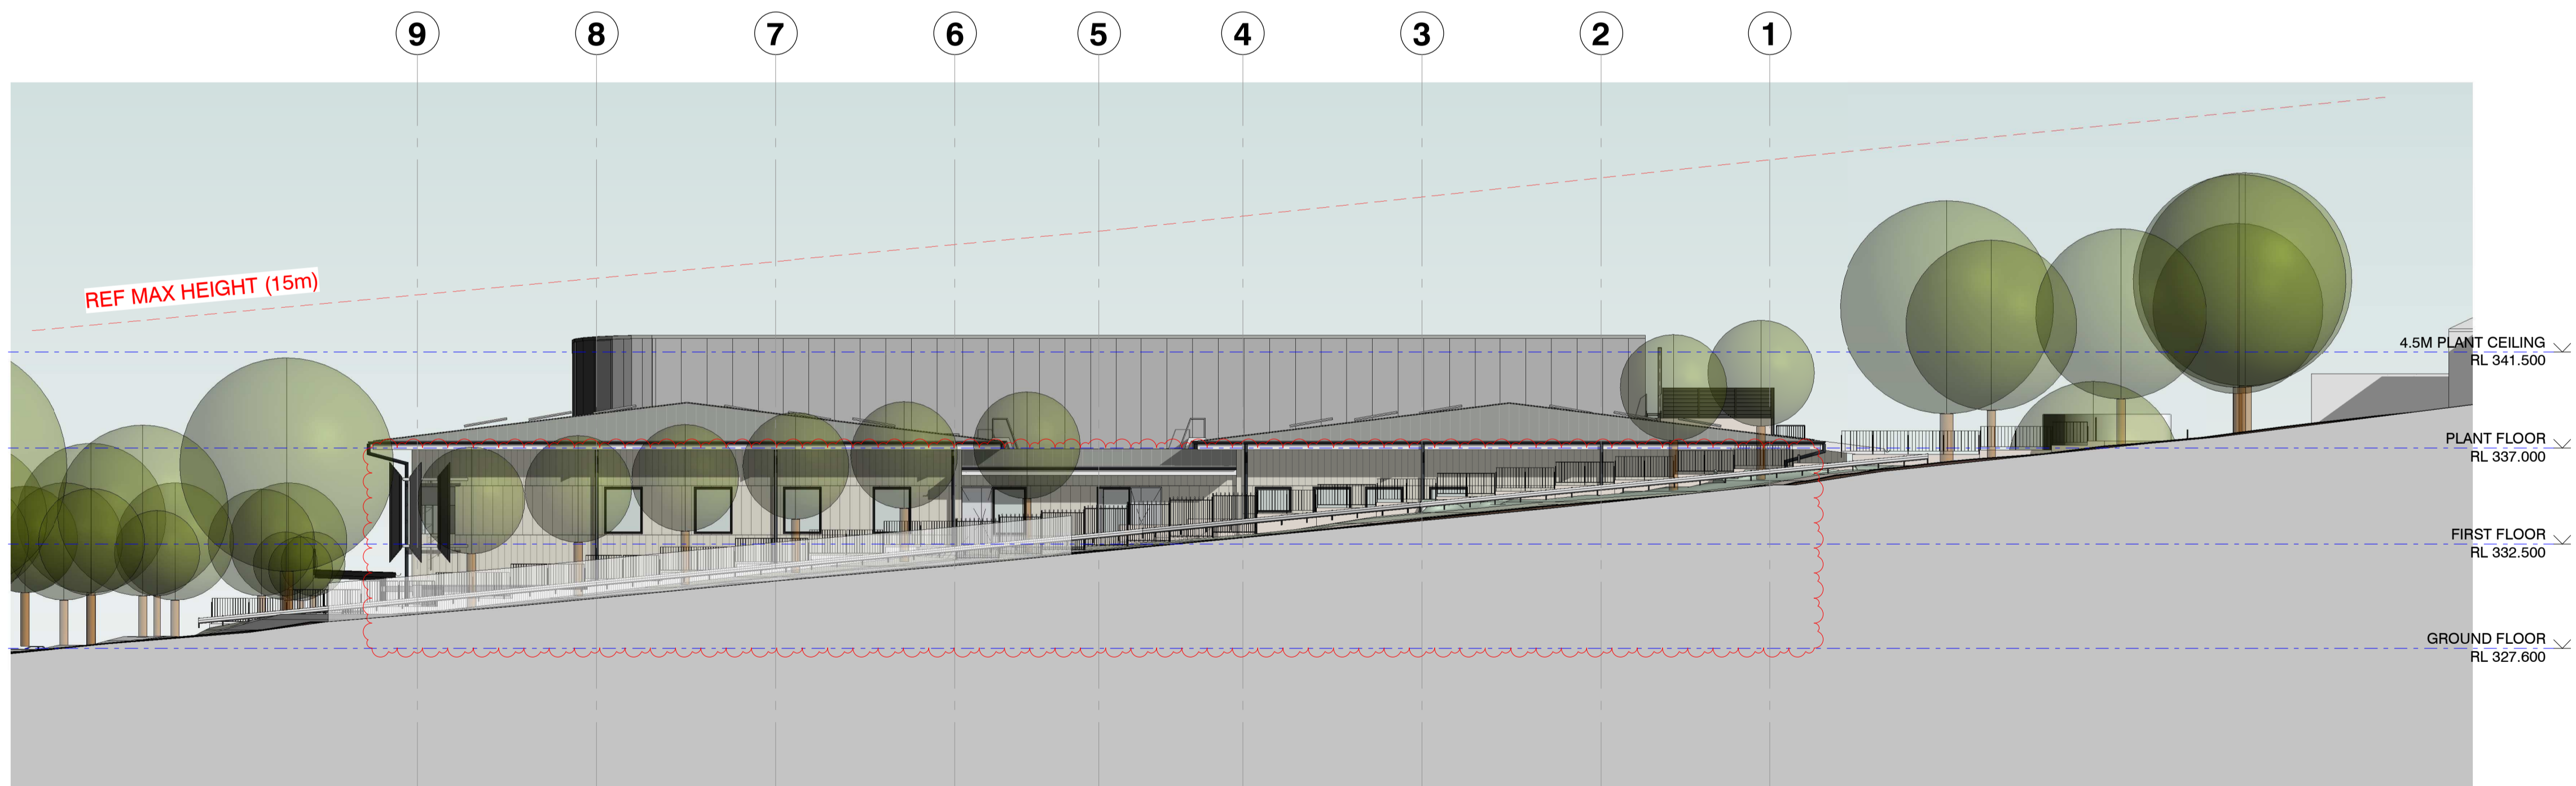 9 8 7 6 5 4 3 2 1
REF MAX HEIGHT (15m)
4.5M PLANT CEILING
RL 341.500
PLANT FLOOR
RL 337.000
FIRST FLOOR
RL 332.500
GROUND FLOOR
RL 327.600